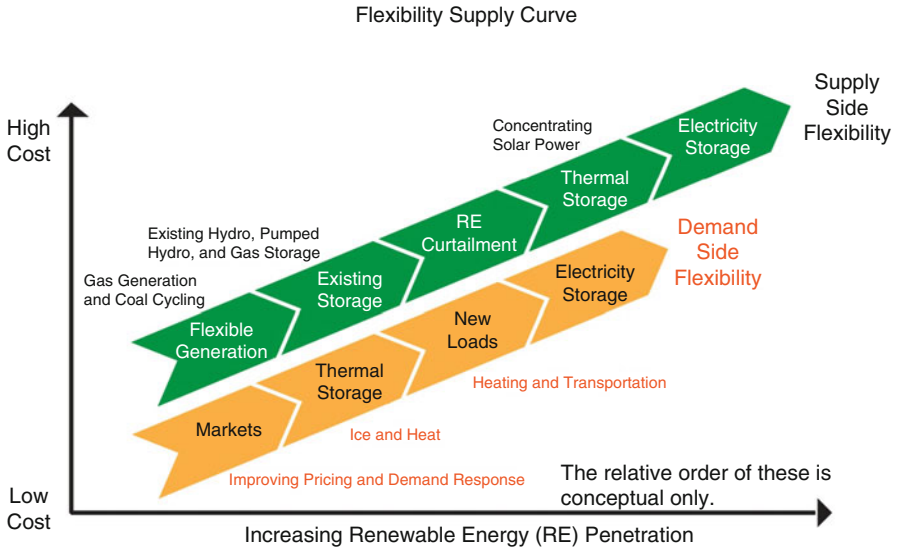 Flexibility Supply Curve
High
Cost
Low
Cost
Supply
Side
Flexibility
Concentrating
Solar Power
Electricity
Storage
Thermal
Storage
RE
Curtailment
Existing Hydro, Pumped
Hydro, and Gas Storage
Existing
Storage
Gas Generation
and Coal Cycling
Flexible
Generation
Demand
Side
Flexibility
Electricity
Storage
New
Loads
Heating and Transportation
Thermal
Storage
Ice and Heat
Markets
Improving Pricing and Demand Response
The relative order of these is
conceptual only.
Increasing Renewable Energy (RE) Penetration